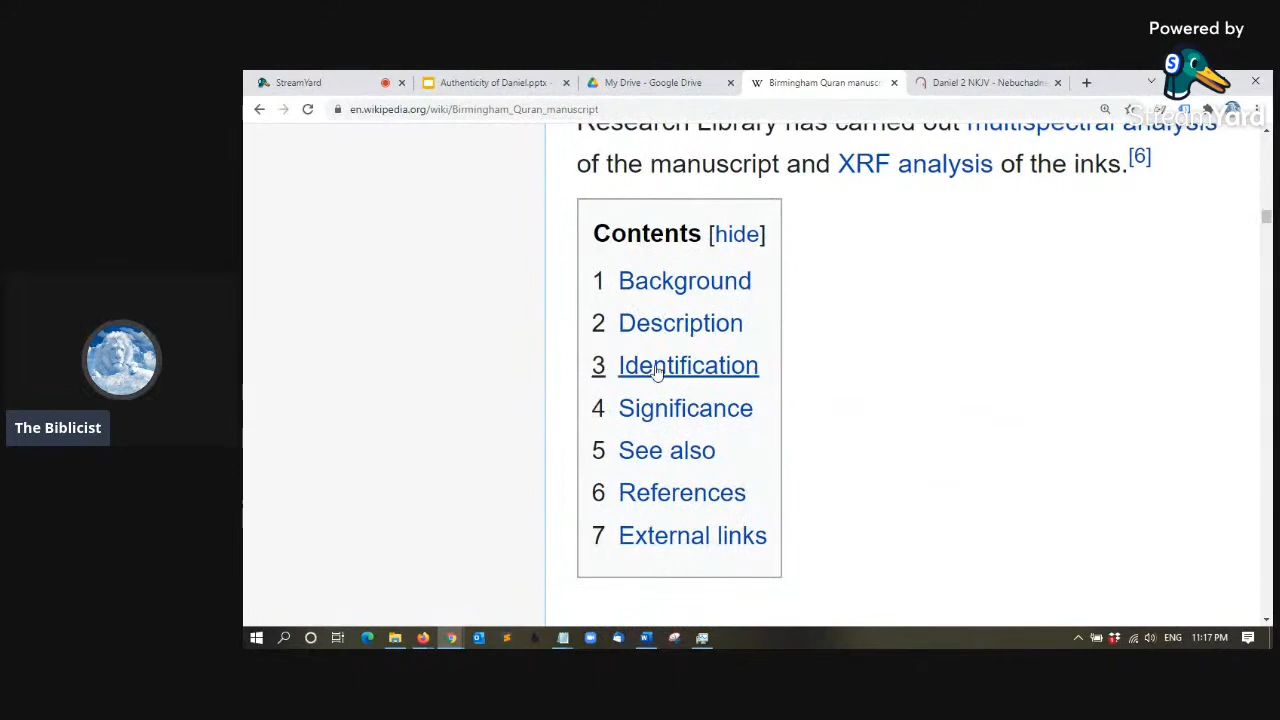 Powered by
StreamYard
StreamYard
Authenticity of Daniel.pptx -
My Drive - Google Drive
Birmingham Quran manuscr
Daniel 2 NKJV - Nebuchadn
en.wikipedia.org/wiki/Birmingham_Quran_manuscript
Research Library has carried out multispectral analysis
of the manuscript and XRF analysis of the inks.[6]
Contents [hide]
1 Background
2 Description
3 Identification
4 Significance
5 See also
6 References
7 External links
The Biblicist
ENG 11:17 PM